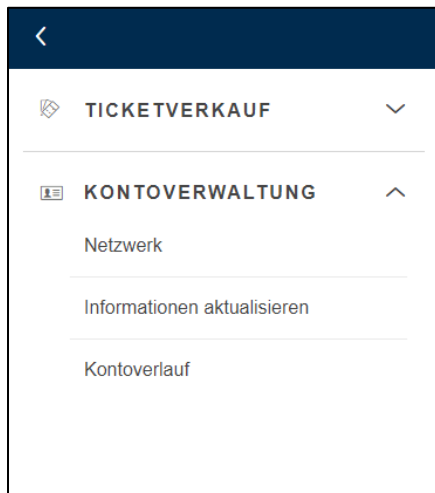 TICKETVERKAUF
KONTOVERWALTUNG
Netzwerk
Informationen aktualisieren
Kontoverlauf